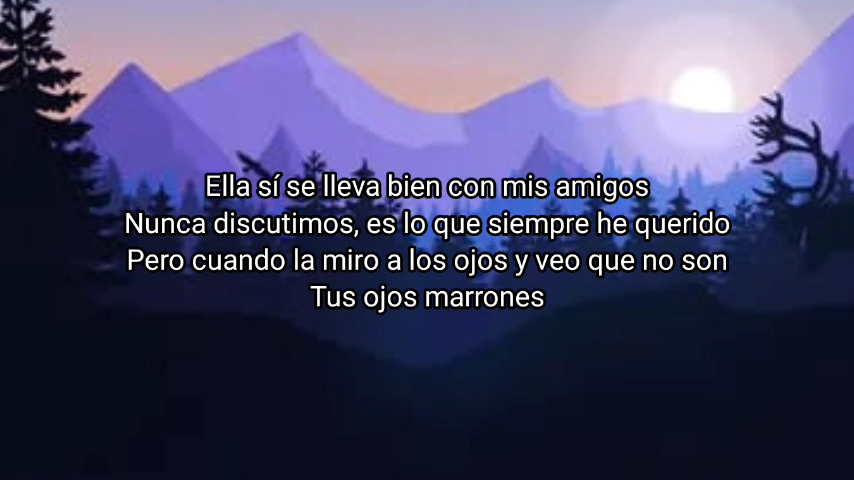 Ella sí se lleva bien con mis amigos
Nunca discutimos, es lo que siempre he querido
Pero cuando la miro a los ojos y veo que no son
Tus ojos marrones